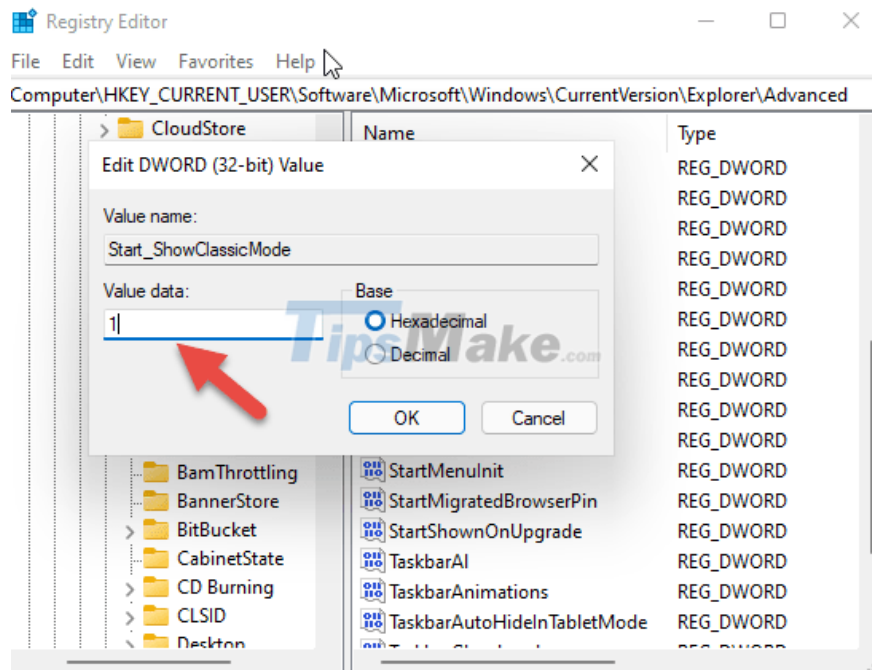 Registry Editor
File Edit View Favorites Help
Computer\HKEY_CURRENT_USER\Software\Microsoft\Windows\CurrentVersion\Explorer\Advanced
CloudStore
Name Type
Edit DWORD (32-bit) Value
REG_DWORD
REG_DWORD
Value name:
REG_DWORD
Start_ShowClassicMode
REG_DWORD
Value data:
Base
REG_DWORD
1
Hexadecimal
REG_DWORD
TipsMake.com
Decimal
REG_DWORD
REG_DWORD
OK Cancel
REG_DWORD
REG_DWORD
BamThrottling StartMenuInit REG_DWORD
BannerStore StartMigratedBrowserPin REG_DWORD
BitBucket StartShownOnUpgrade REG_DWORD
CabinetState TaskbarAl REG_DWORD
CD Burning TaskbarAnimations REG_DWORD
CLSID TaskbarAutoHideInTabletMode REG_DWORD
Desktop REG_DWORD